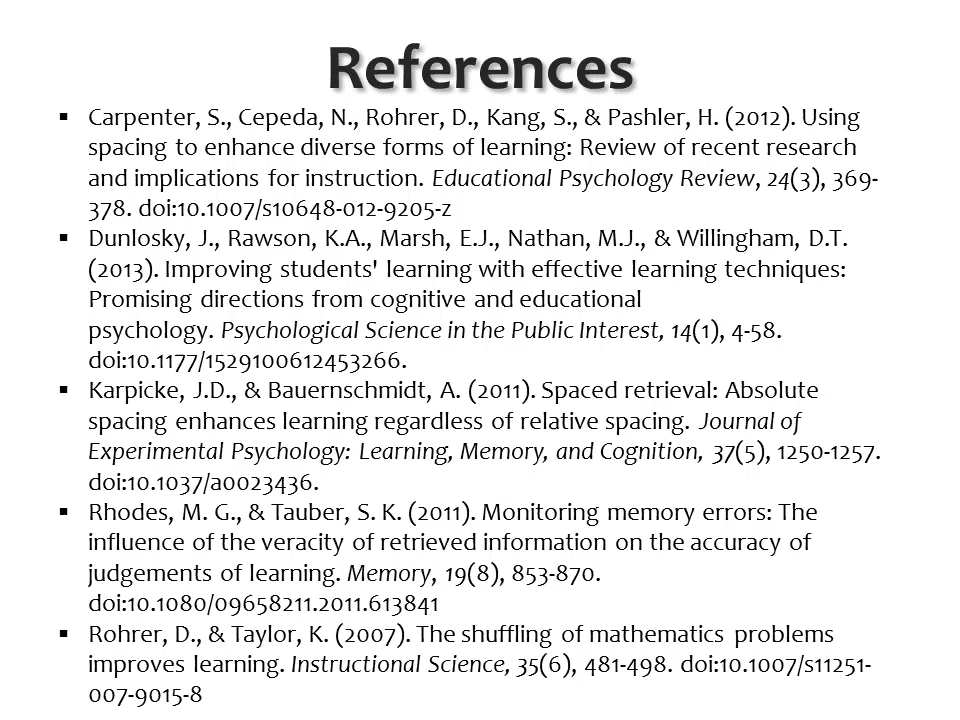 References
▪ Carpenter, S., Cepeda, N., Rohrer, D., Kang, S., & Pashler, H. (2012). Using
spacing to enhance diverse forms of learning: Review of recent research
and implications for instruction. Educational Psychology Review, 24(3), 369-
378. doi:10.1007/s10648-012-9205-z
▪ Dunlosky, J., Rawson, K.A., Marsh, E.J., Nathan, M.J., & Willingham, D.T.
(2013). Improving students' learning with effective learning techniques:
Promising directions from cognitive and educational
psychology. Psychological Science in the Public Interest, 14(1), 4-58.
doi:10.1177/1529100612453266.
▪ Karpicke, J.D., & Bauernschmidt, A. (2011). Spaced retrieval: Absolute
spacing enhances learning regardless of relative spacing. Journal of
Experimental Psychology: Learning, Memory, and Cognition, 37(5), 1250-1257.
doi:10.1037/a0023436.
▪ Rhodes, M. G., & Tauber, S. K. (2011). Monitoring memory errors: The
influence of the veracity of retrieved information on the accuracy of
judgements of learning. Memory, 19(8), 853-870.
doi:10.1080/09658211.2011.613841
▪ Rohrer, D., & Taylor, K. (2007). The shuffling of mathematics problems
improves learning. Instructional Science, 35(6), 481-498. doi:10.1007/s11251-
007-9015-8